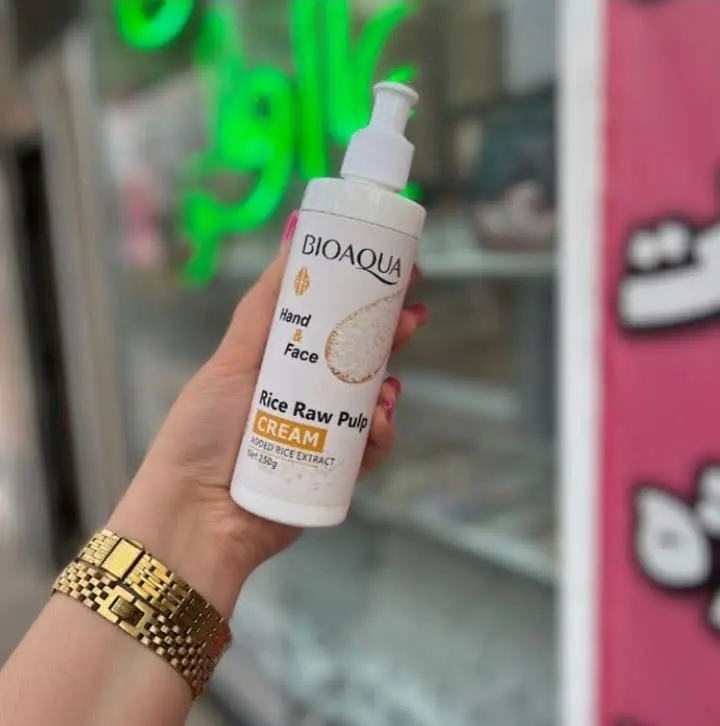 BIOAQUA
Hand
&
Face
Rice Raw Pulp
CREAM
ADDED RICE EXTRACT
Net 250g